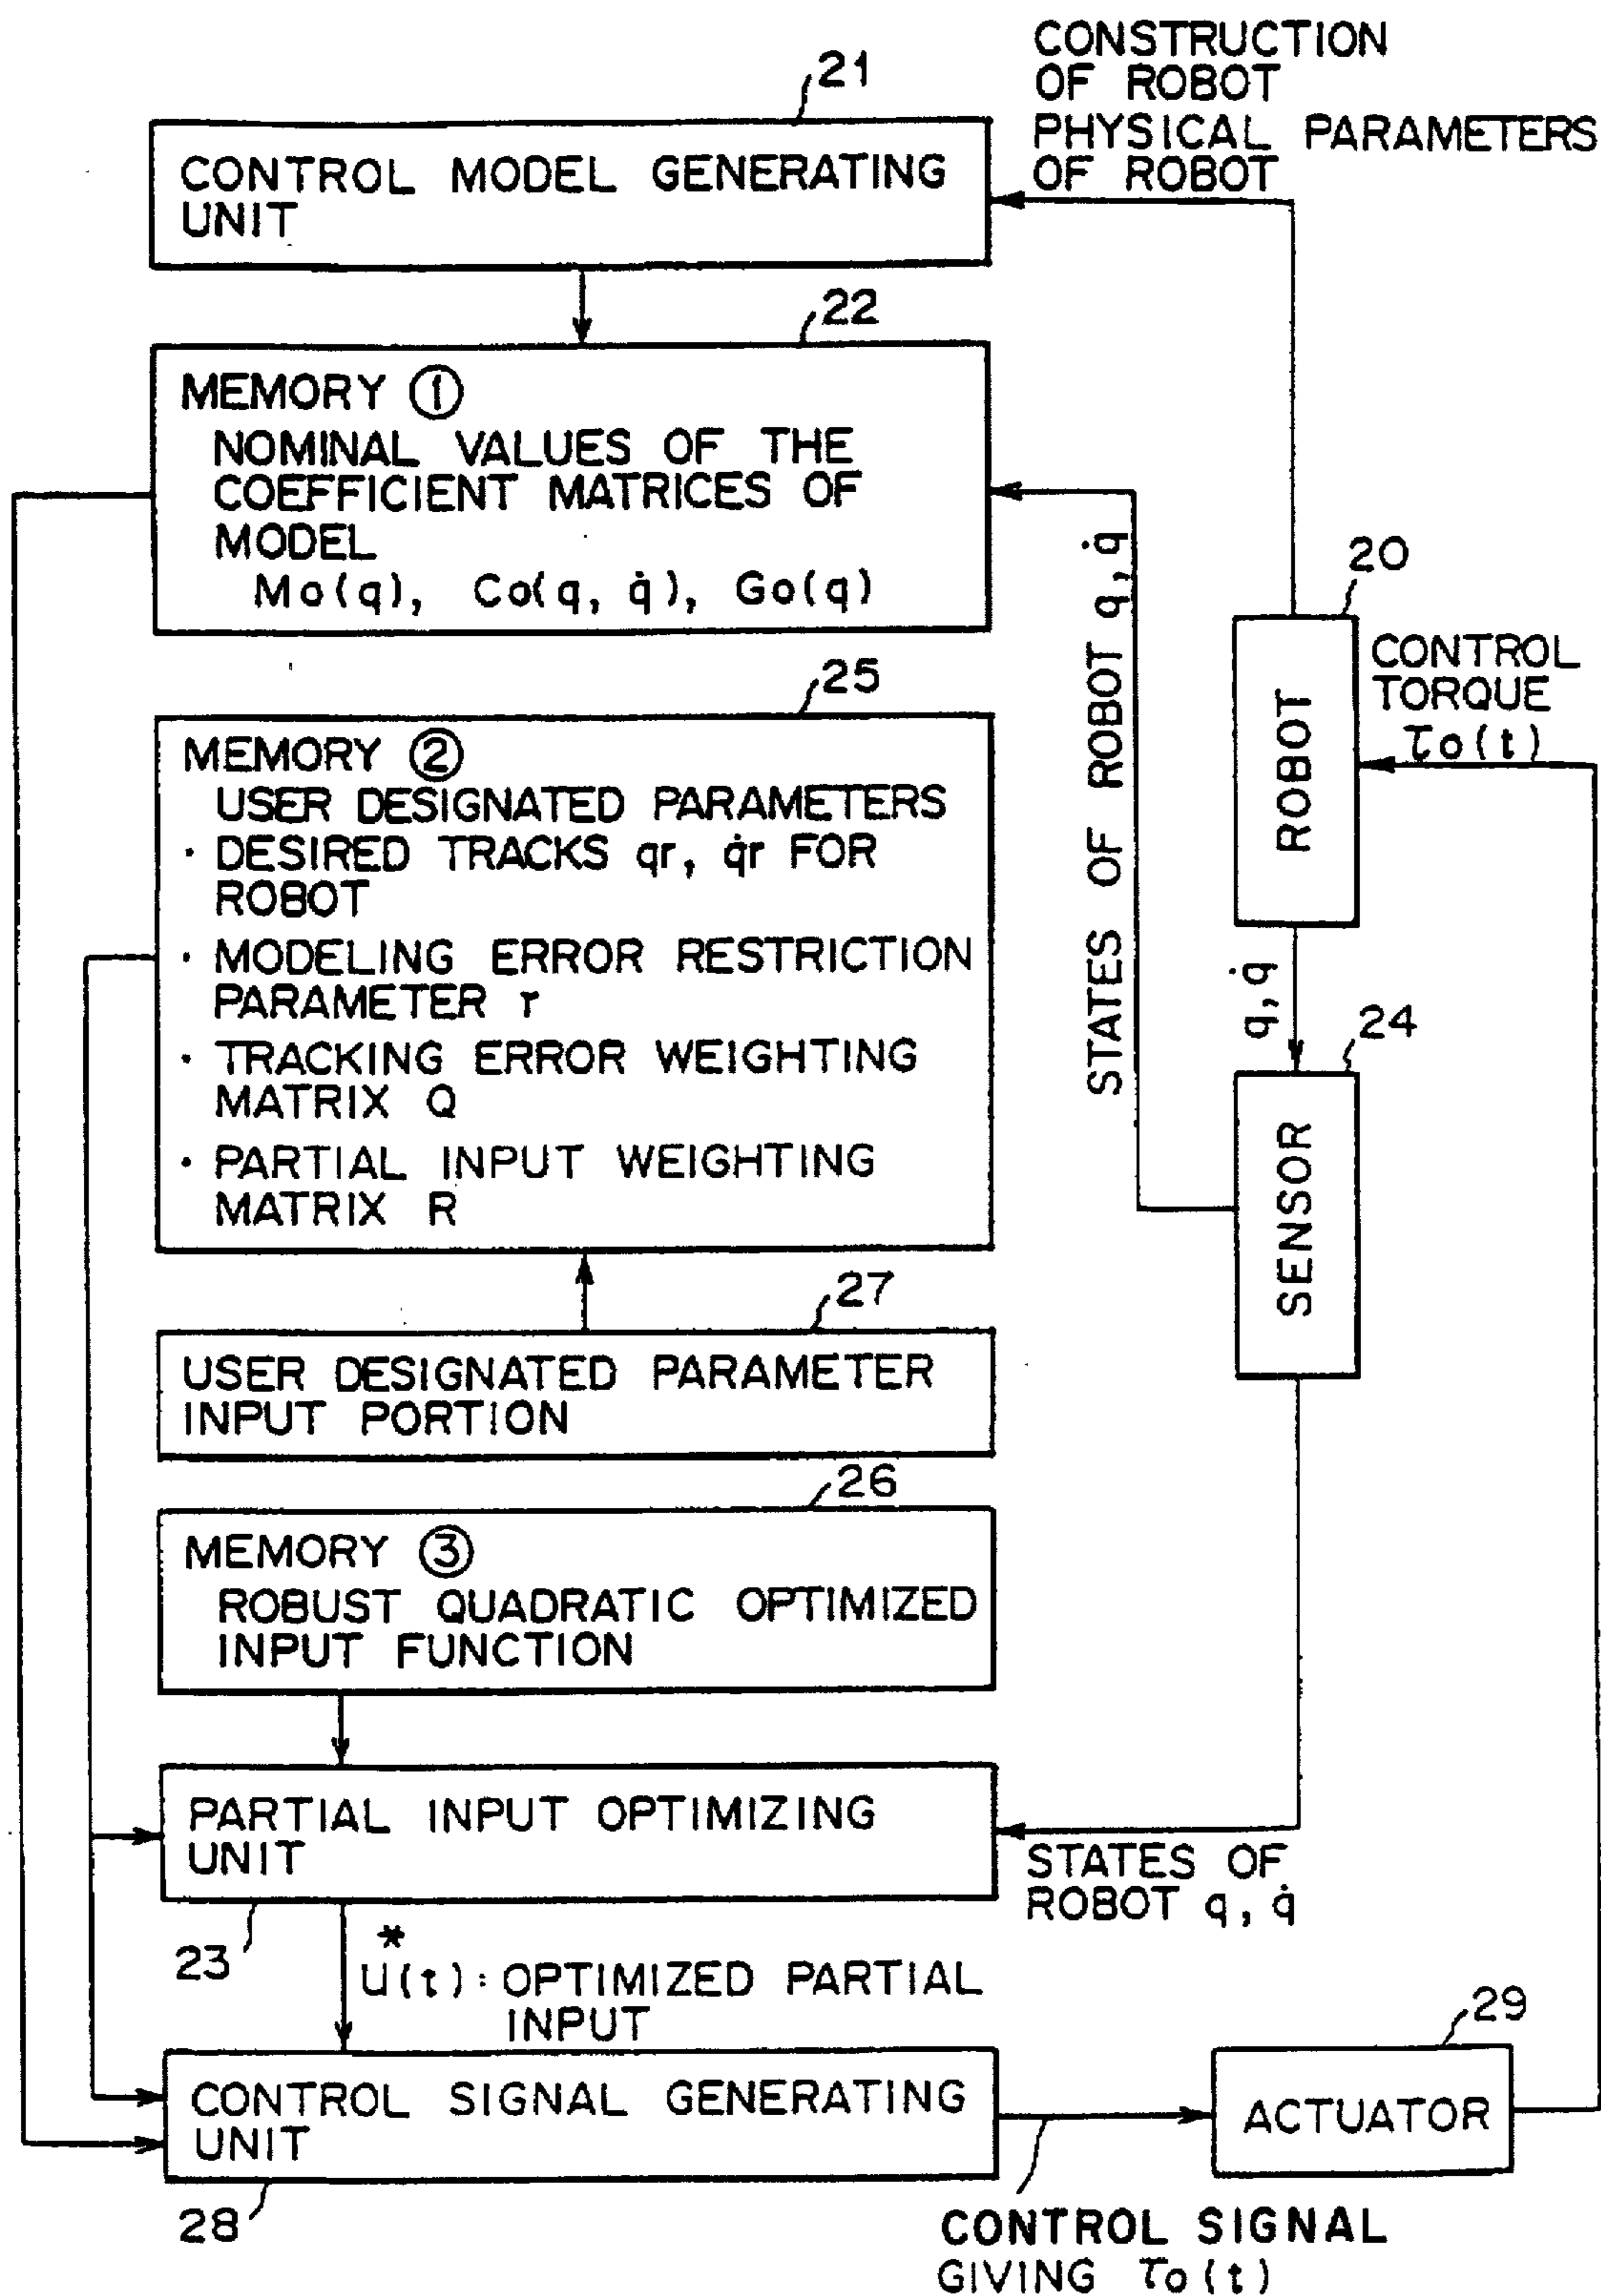 CONSTRUCTION
OF ROBOT
PHYSICAL PARAMETERS
OF ROBOT
21
CONTROL MODEL GENERATING
UNIT
22
MEMORY ①
NOMINAL VALUES OF THE
COEFFICIENT MATRICES OF
MODEL
Mo(q), Co(q, q̇), Go(q)
STATES OF ROBOT q, q̇
20
ROBOT
CONTROL
TORQUE
τo(t)
25
MEMORY ②
USER DESIGNATED PARAMETERS
· DESIRED TRACKS qr, q̇r FOR
ROBOT
· MODELING ERROR RESTRICTION
PARAMETER r
· TRACKING ERROR WEIGHTING
MATRIX Q
· PARTIAL INPUT WEIGHTING
MATRIX R
q, q̇
24
SENSOR
27
USER DESIGNATED PARAMETER
INPUT PORTION
26
MEMORY ③
ROBUST QUADRATIC OPTIMIZED
INPUT FUNCTION
PARTIAL INPUT OPTIMIZING
UNIT
STATES OF
ROBOT q, q̇
23
*
u(t): OPTIMIZED PARTIAL
INPUT
29
CONTROL SIGNAL GENERATING
UNIT
ACTUATOR
28
CONTROL SIGNAL
GIVING τo(t)